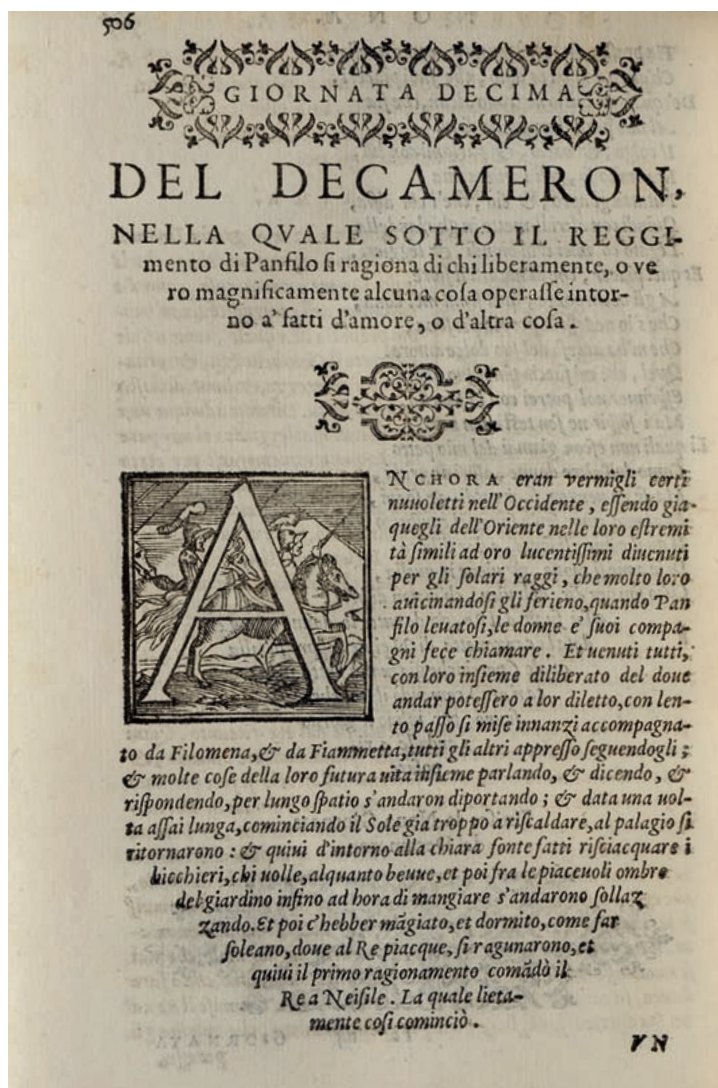 506
GIORNATA DECIMA
DEL DECAMERON,
NELLA QVALE SOTTO IL REGGI-
mento di Panfilo ſi ragiona di chi liberamente, o ve
ro magnificamente alcuna coſa operaſſe intor-
no a' fatti d'amore, o d'altra coſa.
ANCHORA eran vermigli certi
nuuoletti nell'Occidente, eſſendo gia
quegli dell'Oriente nelle loro eſtremi
tà ſimili ad oro lucentiſſimi diuenuti
per gli ſolari raggi, che molto loro
auicinandoſi gli ferieno, quando Pan
filo leuatoſi, le donne e' ſuoi compa-
gni fece chiamare. Et uenuti tutti,
con loro inſieme diliberato del doue
andar poteſſero a lor diletto, con len-
to paſſo ſi miſe innanzi accompagna-
to da Filomena, & da Fiammetta, tutti gli altri appreſſo ſeguendogli;
& molte coſe della loro futura uita inſieme parlando, & dicendo, &
riſpondendo, per lungo ſpatio s'andaron diportando; & data una uol-
ta aſſai lunga, cominciando il Sole gia troppo a riſcaldare, al palagio ſi
ritornarono: & quiui d'intorno alla chiara fonte fatti riſciacquare i
bicchieri, chi uolle, alquanto beuue, et poi fra le piaceuoli ombre
del giardino infino ad hora di mangiare s'andarono ſollaz
zando. Et poi c'hebber māgiato, et dormito, come far
ſoleano, doue al Re piacque, ſi ragunarono, et
quiui il primo ragionamento comādò il
Re a Neifile. La quale lieta-
mente coſi cominciò.
VN